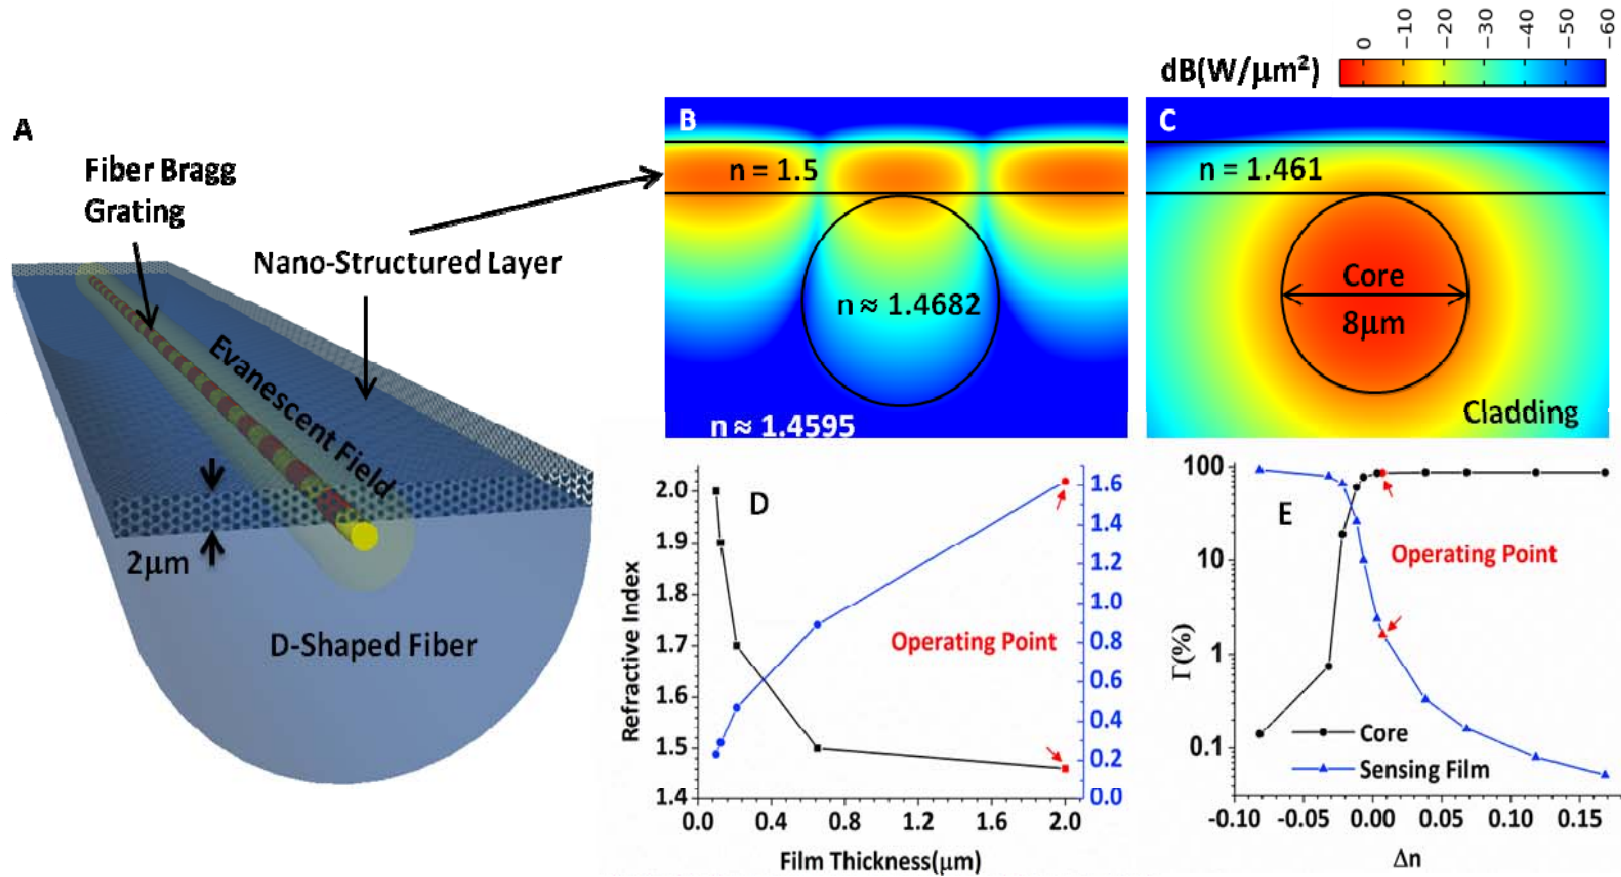 A
Fiber Bragg
Grating
Nano-Structured Layer
Evanescent Field
2μm
D-Shaped Fiber
dB(W/μm²)
0
-10
-20
-30
-40
-50
-60
B
n = 1.5
n ≈ 1.4682
n ≈ 1.4595
C
n = 1.461
Core
8μm
Cladding
D
Refractive Index
2.0
1.9
1.8
1.7
1.6
1.5
1.4
0.0 0.4 0.8 1.2 1.6 2.0
Film Thickness(μm)
1.6
1.4
1.2
1.0
0.8
0.6
0.4
0.2
0.0
Operating Point
E
Γ(%)
100
10
1
0.1
-0.10 -0.05 0.00 0.05 0.10 0.15
Δn
Operating Point
Core
Sensing Film